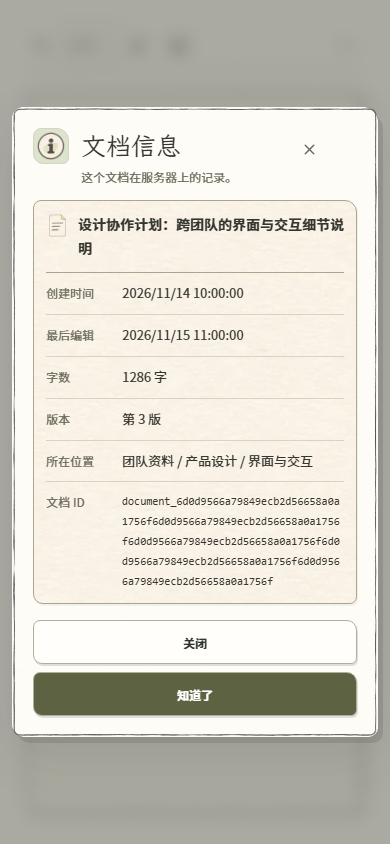 文档信息
这个文档在服务器上的记录。
设计协作计划：跨团队的界面与交互细节说
明
创建时间 2026/11/14 10:00:00
最后编辑 2026/11/15 11:00:00
字数 1286 字
版本 第 3 版
所在位置 团队资料 / 产品设计 / 界面与交互
文档 ID document_6d0d9566a79849ecb2d56658a0a
1756f6d0d9566a79849ecb2d56658a0a1756
f6d0d9566a79849ecb2d56658a0a1756f6d0
d9566a79849ecb2d56658a0a1756f6d0d956
6a79849ecb2d56658a0a1756f
关闭
知道了